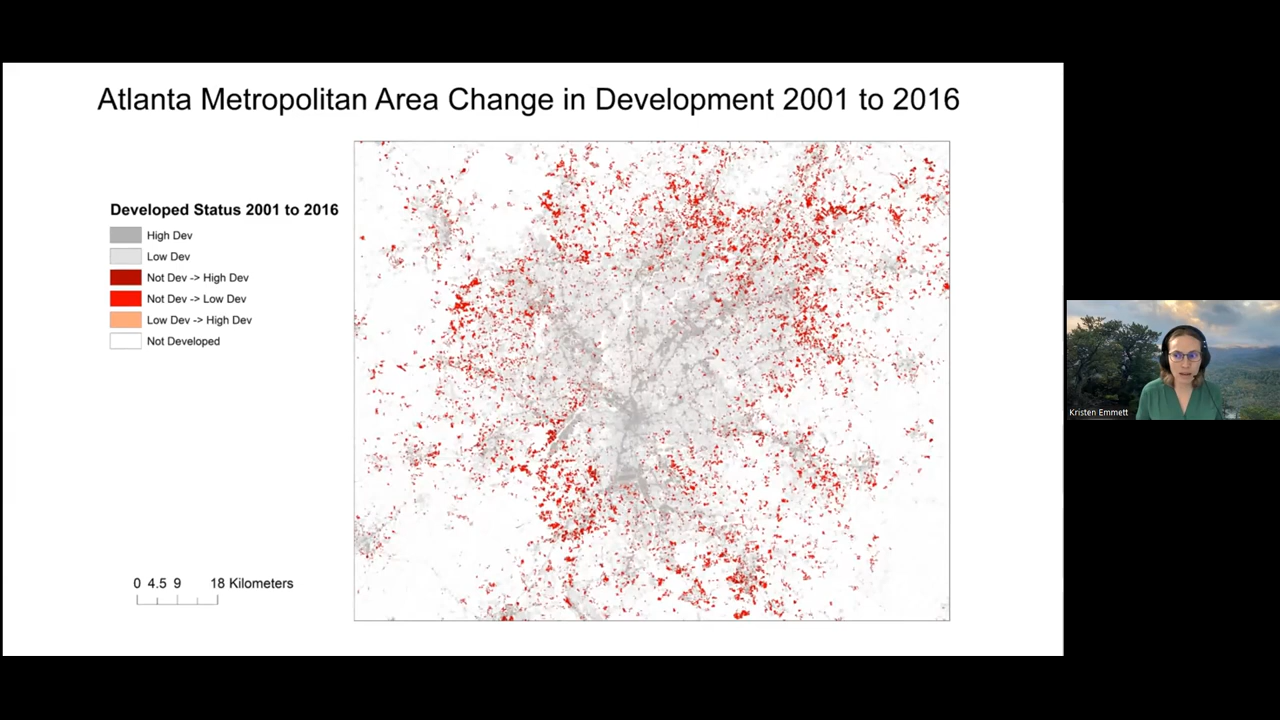 Atlanta Metropolitan Area Change in Development 2001 to 2016
Developed Status 2001 to 2016
High Dev
Low Dev
Not Dev -> High Dev
Not Dev -> Low Dev
Low Dev -> High Dev
Not Developed
0 4.5 9 18 Kilometers
Kristen Emmett